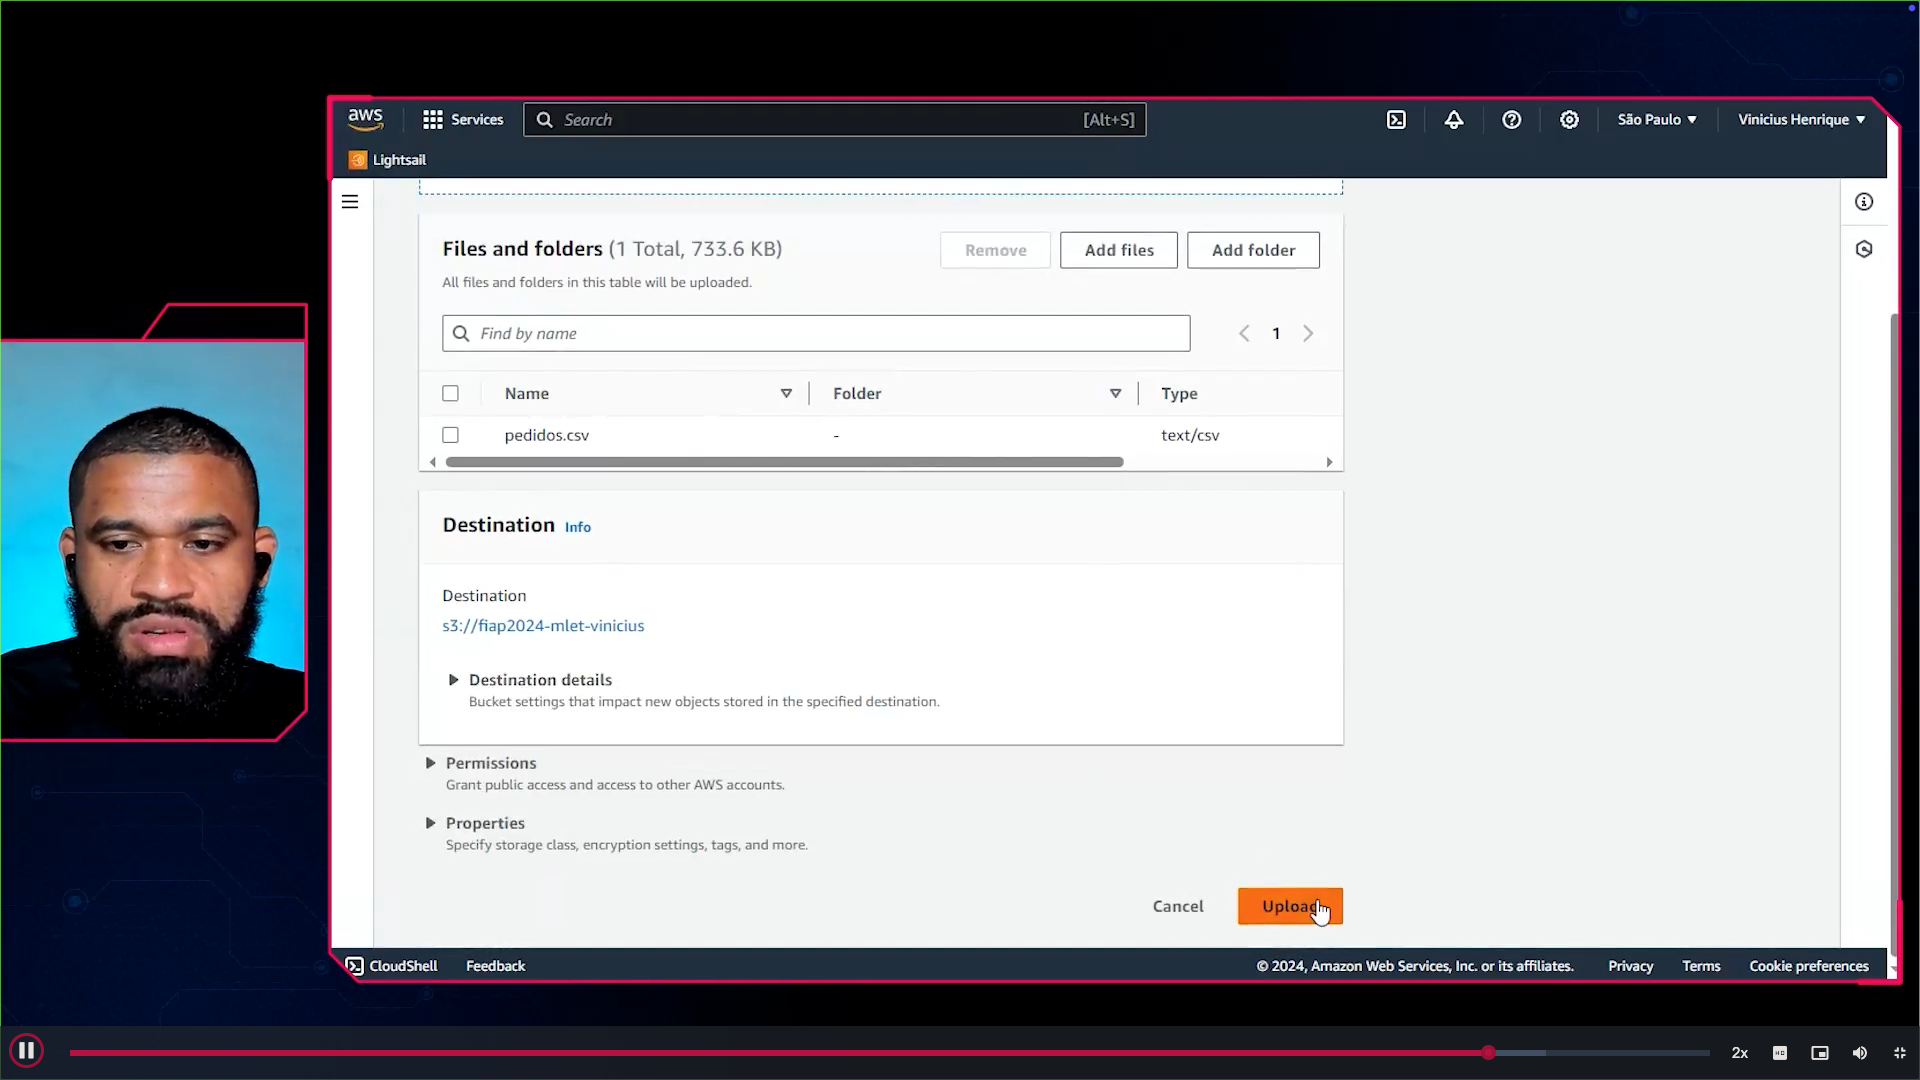 aws
Services
Search
[Alt+S]
São Paulo
Vinicius Henrique
Lightsail
Files and folders (1 Total, 733.6 KB)
Remove
Add files
Add folder
All files and folders in this table will be uploaded.
Find by name
1
Name
Folder
Type
pedidos.csv
-
text/csv
Destination Info
Destination
s3://fiap2024-mlet-vinicius
Destination details
Bucket settings that impact new objects stored in the specified destination.
Permissions
Grant public access and access to other AWS accounts.
Properties
Specify storage class, encryption settings, tags, and more.
Cancel
Upload
CloudShell
Feedback
© 2024, Amazon Web Services, Inc. or its affiliates.
Privacy
Terms
Cookie preferences
2x
HD